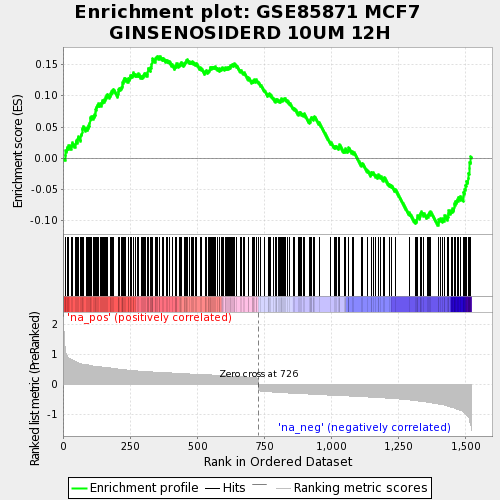 Enrichment plot: GSE85871 MCF7
GINSENOSIDERD 10UM 12H
Enrichment score (ES)
0.15
0.10
0.05
0.00
-0.05
-0.10
'na_pos' (positively correlated)
Ranked list metric (PreRanked)
2
1
0
-1
Zero cross at 726
'na_neg' (negatively correlated)
0
250
500
750
1,000
1,250
1,500
Rank in Ordered Dataset
Enrichment profile
Hits
Ranking metric scores